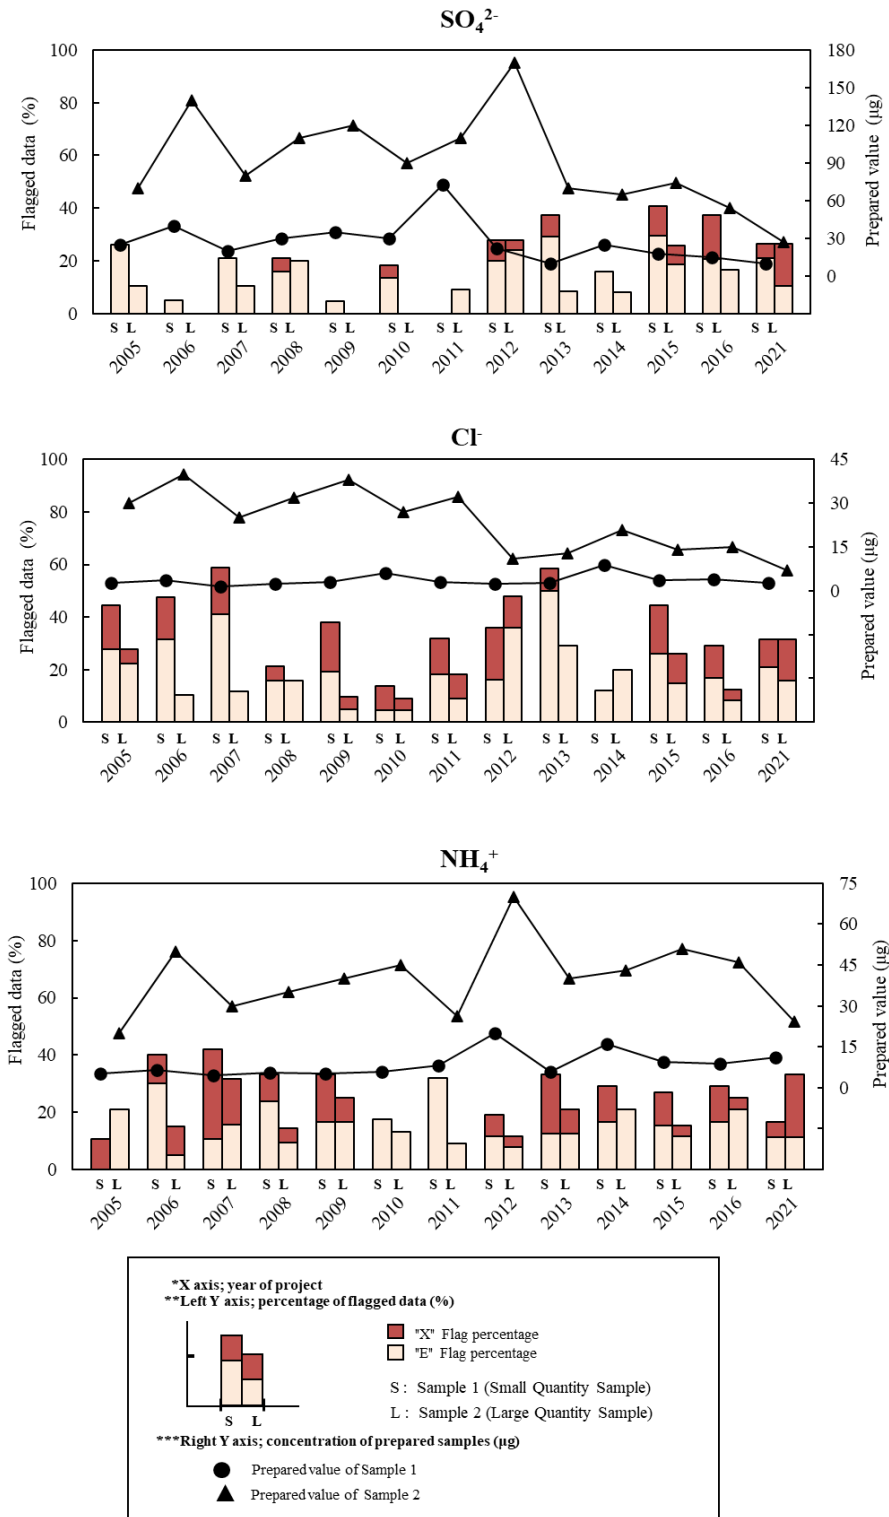 SO₄²⁻
Flagged data (%)
100
80
60
40
20
0
180
150
120
90
60
30
0
Prepared value (μg)
S L S L S L S L S L S L S L S L S L S L S L S L S L
2005 2006 2007 2008 2009 2010 2011 2012 2013 2014 2015 2016 2021
Cl⁻
Flagged data (%)
100
80
60
40
20
0
45
30
15
0
Prepared value (μg)
S L S L S L S L S L S L S L S L S L S L S L S L S L
2005 2006 2007 2008 2009 2010 2011 2012 2013 2014 2015 2016 2021
NH₄⁺
Flagged data (%)
100
80
60
40
20
0
75
60
45
30
15
0
Prepared value (μg)
S L S L S L S L S L S L S L S L S L S L S L S L S L
2005 2006 2007 2008 2009 2010 2011 2012 2013 2014 2015 2016 2021
*X axis; year of project
**Left Y axis; percentage of flagged data (%)
"X" Flag percentage
"E" Flag percentage
S : Sample 1 (Small Quantity Sample)
L : Sample 2 (Large Quantity Sample)
S L
***Right Y axis; concentration of prepared samples (μg)
Prepared value of Sample 1
Prepared value of Sample 2